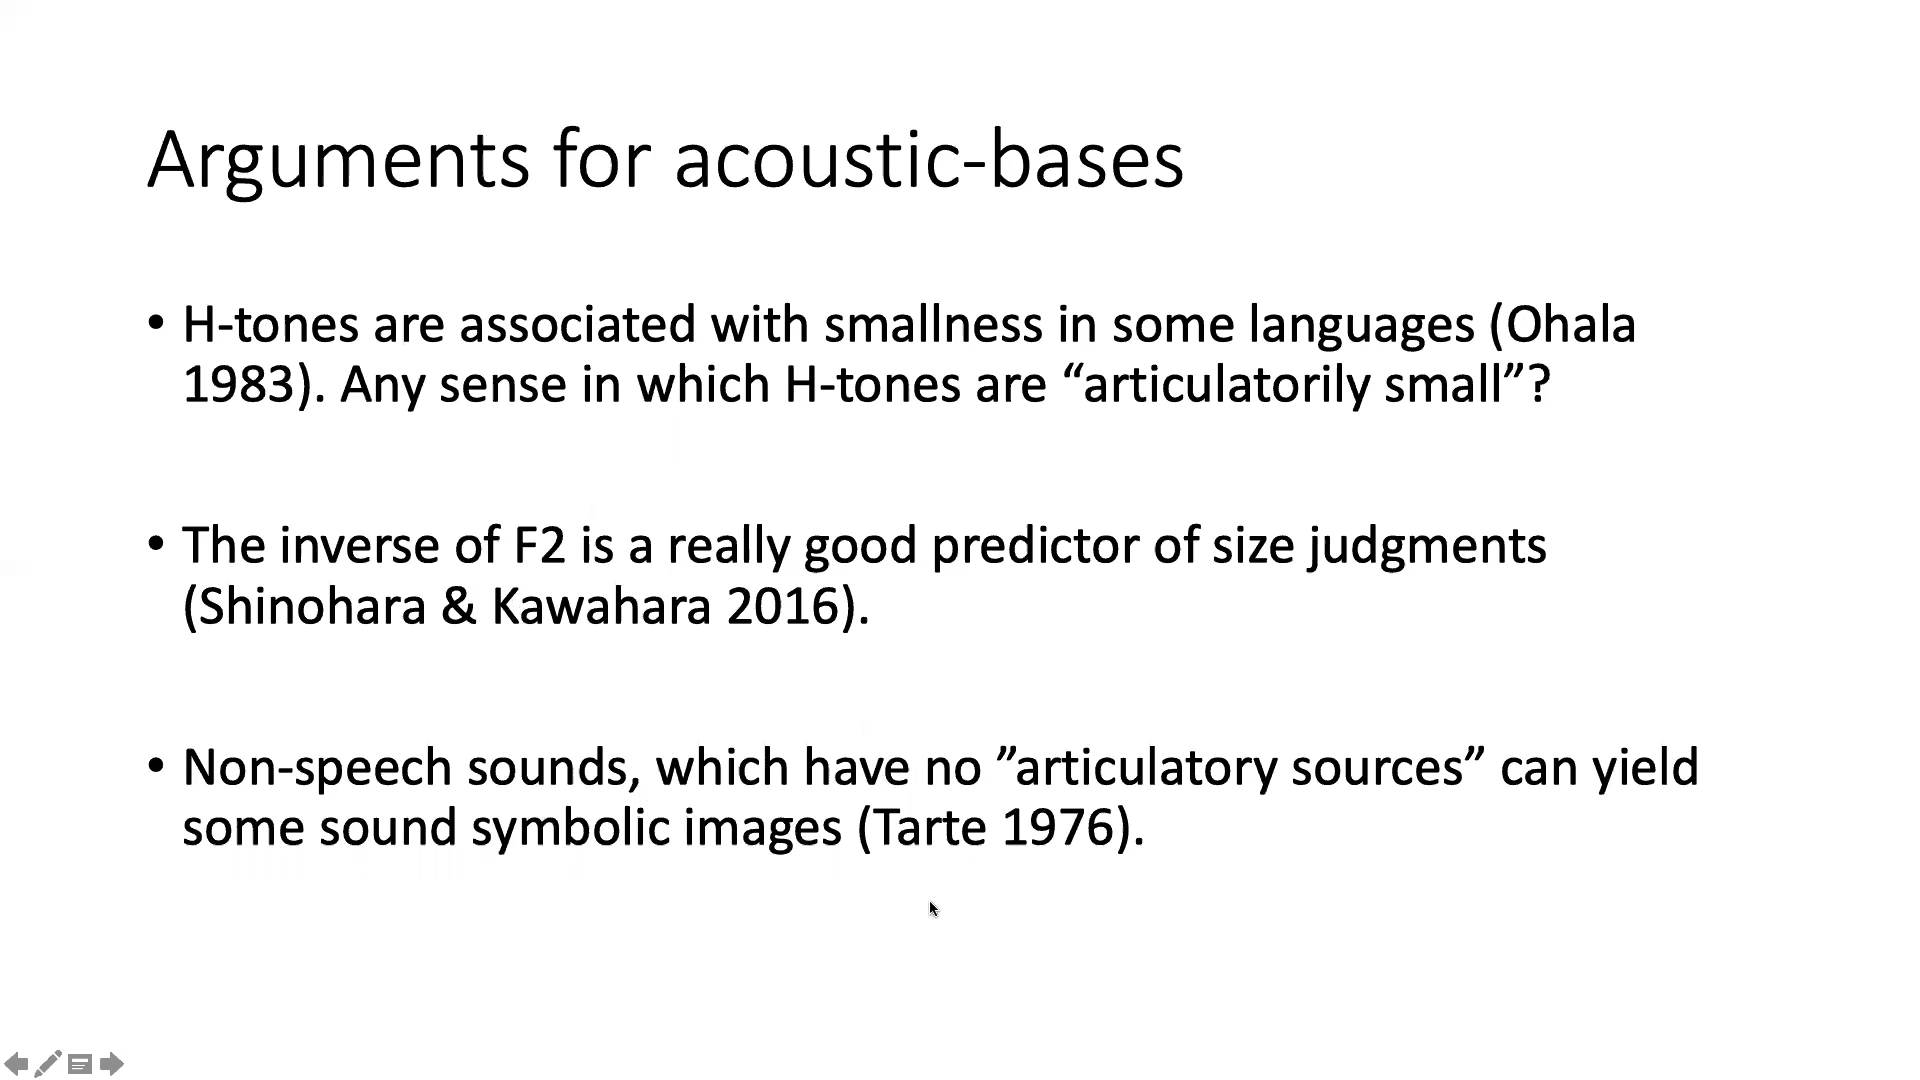 Arguments for acoustic-bases
• H-tones are associated with smallness in some languages (Ohala
1983). Any sense in which H-tones are “articulatorily small”?
• The inverse of F2 is a really good predictor of size judgments
(Shinohara & Kawahara 2016).
• Non-speech sounds, which have no ”articulatory sources” can yield
some sound symbolic images (Tarte 1976).